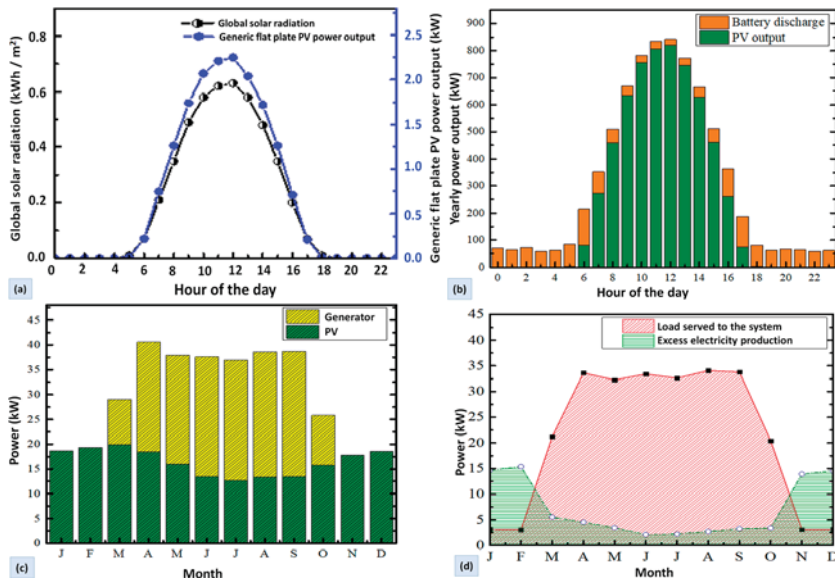 Global solar radiation
Generic flat plate PV power output
Global solar radiation (kWh / m²)
0.8
0.6
0.4
0.2
0.0
2.5
2.0
1.5
1.0
0.5
0.0
Generic flat plate PV power output (kW)
0 2 4 6 8 10 12 14 16 18 20 22
Hour of the day
(a)
Battery discharge
PV output
Yearly power output (kW)
900
800
700
600
500
400
300
200
100
0
0 2 4 6 8 10 12 14 16 18 20 22
Hour of the day
(b)
Generator
PV
Power (kW)
45
40
35
30
25
20
15
10
5
0
J F M A M J J A S O N D
Month
(c)
Load served to the system
Excess electricity production
Power (kW)
45
40
35
30
25
20
15
10
5
0
J F M A M J J A S O N D
Month
(d)